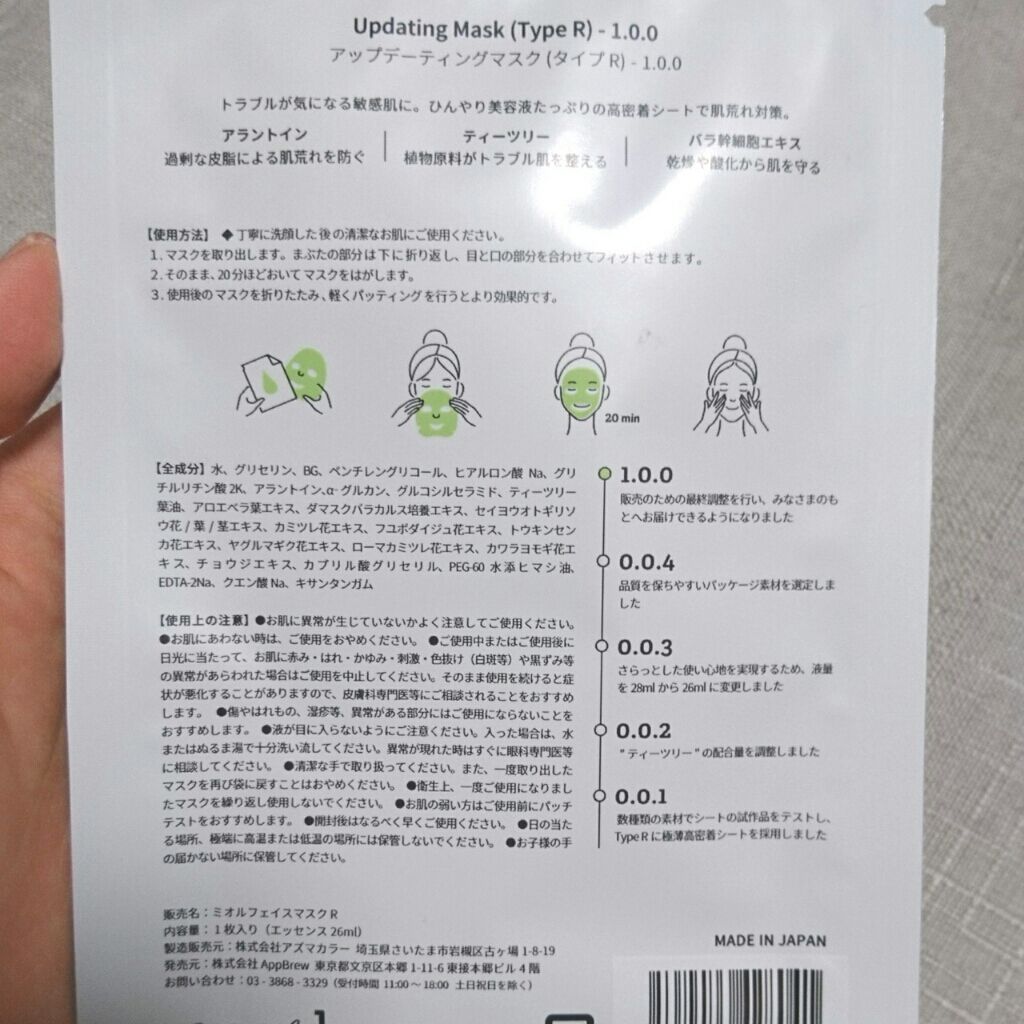 Updating Mask (Type R) - 1.0.0
アップデーティングマスク (タイプ R) - 1.0.0
トラブルが気になる敏感肌に。ひんやり美容液たっぷりの高密着シートで肌荒れ対策。
アラントイン
過剰な皮脂による肌荒れを防ぐ
ティーツリー
植物原料がトラブル肌を整える
バラ幹細胞エキス
乾燥や酸化から肌を守る
【使用方法】 ◆丁寧に洗顔した後の清潔なお肌にご使用ください。
1. マスクを取り出します。まぶたの部分は下に折り返し、目と口の部分を合わせてフィットさせます。
2. そのまま、20分ほどおいてマスクをはがします。
3. 使用後のマスクを折りたたみ、軽くパッティングを行うとより効果的です。
20 min
【全成分】水、グリセリン、BG、ペンチレングリコール、ヒアルロン酸 Na、グリ
チルリチン酸 2K、アラントイン、α-グルカン、グルコシルセラミド、ティーツリー
葉油、アロエベラ葉エキス、ダマスクバラカルス培養エキス、セイヨウオトギリソ
ウ花 / 葉 / 茎エキス、カミツレ花エキス、フユボダイジュ花エキス、トウキンセン
カ花エキス、ヤグルマギク花エキス、ローマカミツレ花エキス、カワラヨモギ花エ
キス、チョウジエキス、カプリル酸グリセリル、PEG-60 水添ヒマシ油、
EDTA-2Na、クエン酸 Na、キサンタンガム
【使用上の注意】●お肌に異常が生じていないかよく注意してご使用ください。
●お肌にあわない時は、ご使用をおやめください。 ●ご使用中またはご使用後に
日光に当たって、お肌に赤み・はれ・かゆみ・刺激・色抜け（白斑等）や黒ずみ等
の異常があらわれた場合はご使用を中止してください。そのまま使用を続けると症
状が悪化することがありますので、皮膚科専門医等にご相談されることをおすすめ
します。 ●傷やはれもの、湿疹等、異常がある部分にはご使用にならないことを
おすすめします。 ●液が目に入らないようにご注意ください。入った場合は、水
またはぬるま湯で十分洗い流してください。異常が現れた時はすぐに眼科専門医等
に相談してください。 ●清潔な手で取り扱ってください。また、一度取り出した
マスクを再び袋に戻すことはおやめください。 ●衛生上、一度ご使用になりまし
たマスクを繰り返し使用しないでください。 ●お肌の弱い方はご使用前にパッチ
テストをおすすめします。 ●開封後はなるべく早くご使用ください。 ●日の当た
る場所、極端に高温または低温の場所には保管しないでください。 ●お子様の手
の届かない場所に保管してください。
1.0.0
販売のための最終調整を行い、みなさまのも
とへお届けできるようになりました
0.0.4
品質を保ちやすいパッケージ素材を選定しま
した
0.0.3
さらっとした使い心地を実現するため、液量
を 28ml から 26ml に変更しました
0.0.2
"ティーツリー"の配合量を調整しました
0.0.1
数種類の素材でシートの試作品をテストし、
Type R に極薄高密着シートを採用しました
販売名：ミオルフェイスマスク R
内容量：1 枚入り（エッセンス 26ml）
製造販売元：株式会社アズマカラー 埼玉県さいたま市岩槻区古ヶ場 1-8-19
発売元：株式会社 AppBrew 東京都文京区本郷 1-11-6 東接本郷ビル 4 階
お問い合わせ：03 - 3868 - 3329（受付時間 11:00 〜 18:00 土日祝日を除く）
MADE IN JAPAN